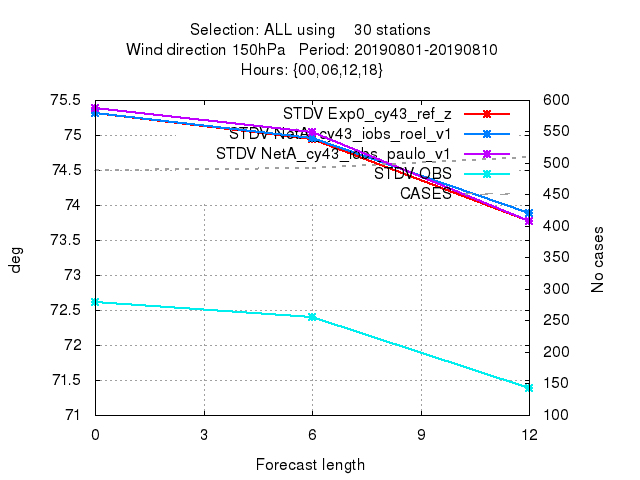 Selection: ALL using 30 stations
Wind direction 150hPa Period: 20190801-20190810
Hours: {00,06,12,18}
75.5
75
74.5
74
73.5
73
72.5
72
71.5
71
600
550
500
450
400
350
300
250
200
150
100
STDV Exp0_cy43_ref_z
STDV NetA_cy43_iobs_roel_v1
STDV NetA_cy43_iobs_paulo_v1
STDV OBS
CASES
deg
No cases
0 3 6 9 12
Forecast length